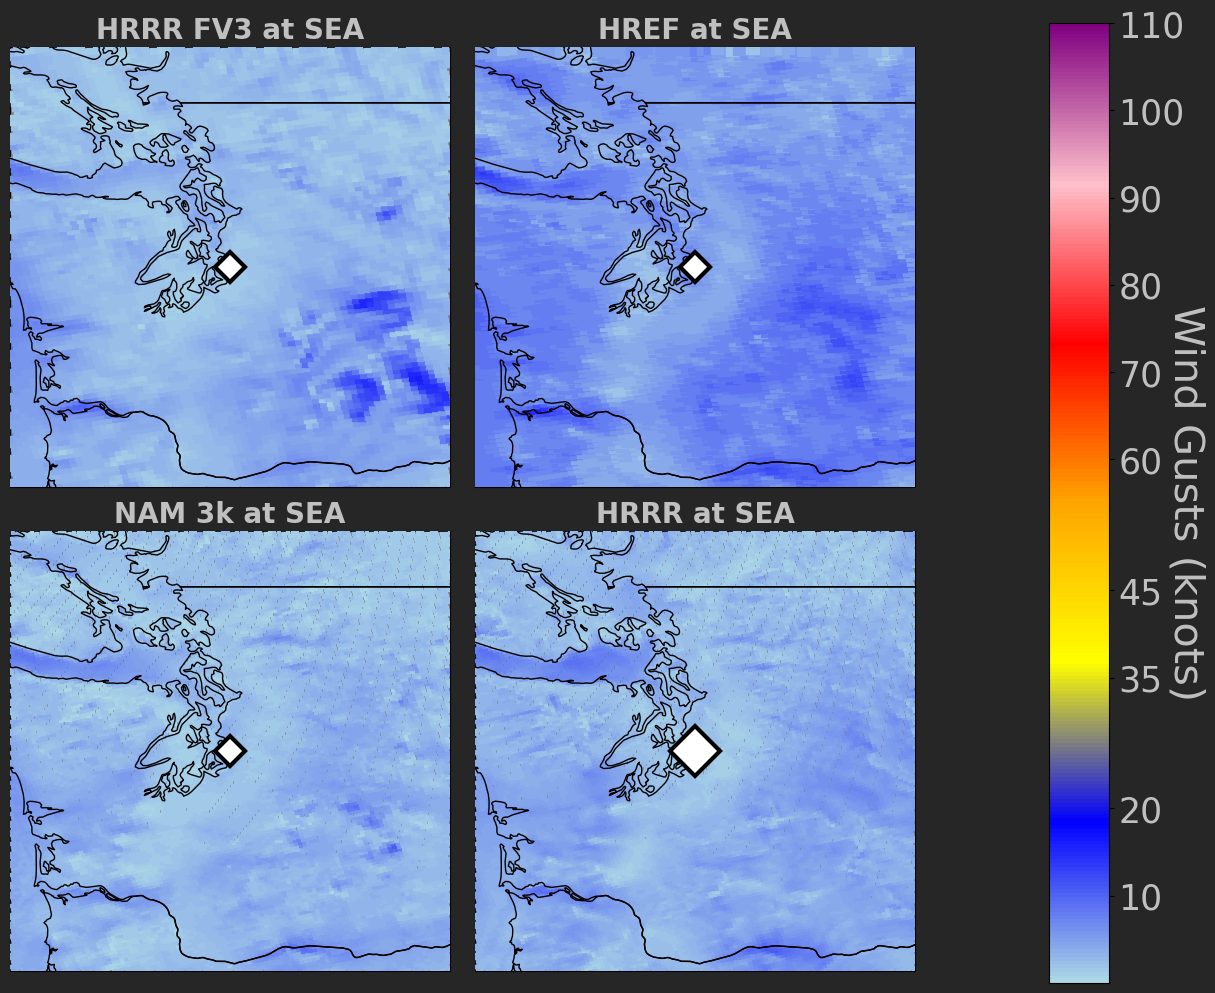 HRRR FV3 at SEA
HREF at SEA
NAM 3k at SEA
HRRR at SEA
110
100
90
80
70
60
45
35
20
10
Wind Gusts (knots)